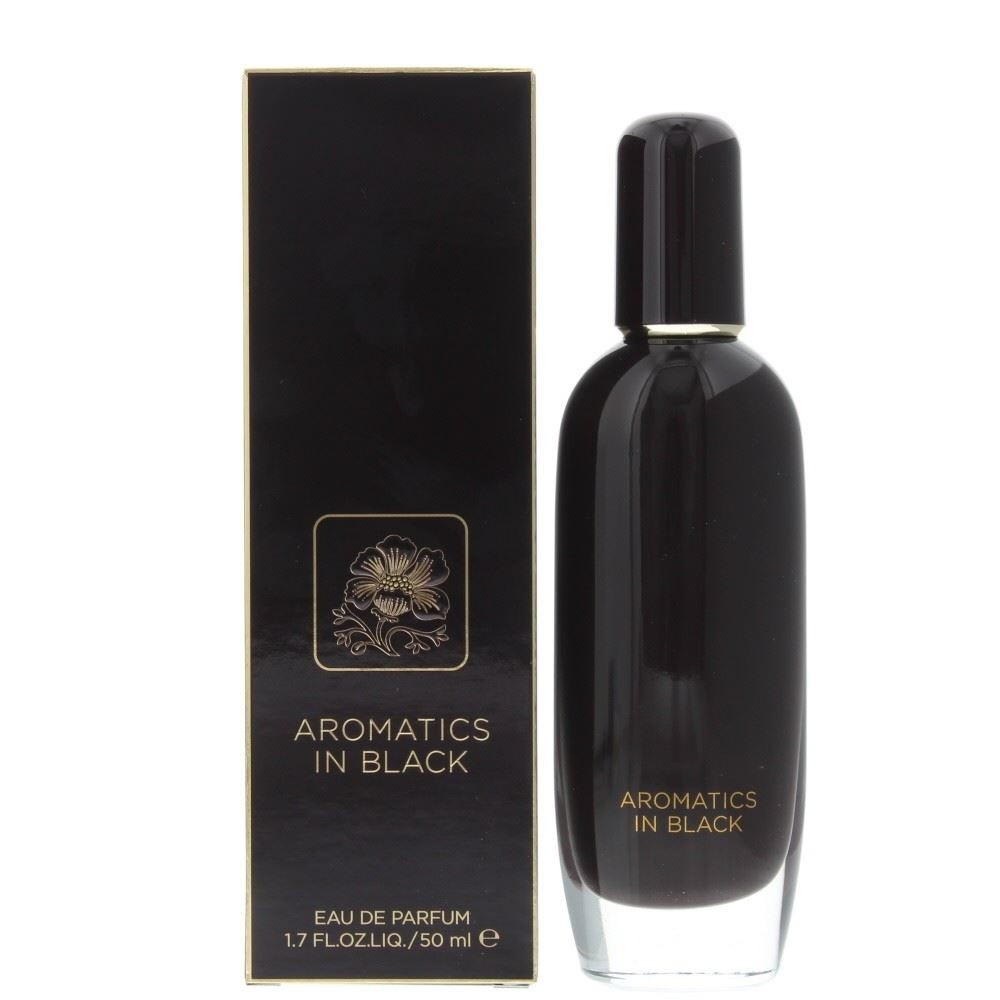 AROMATICS
IN BLACK
EAU DE PARFUM
1.7 FL.OZ.LIQ./50 ml ℮
AROMATICS
IN BLACK